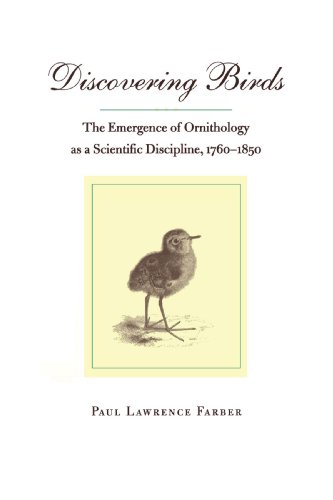 Discovering Birds
The Emergence of Ornithology
as a Scientific Discipline, 1760–1850
Paul Lawrence Farber